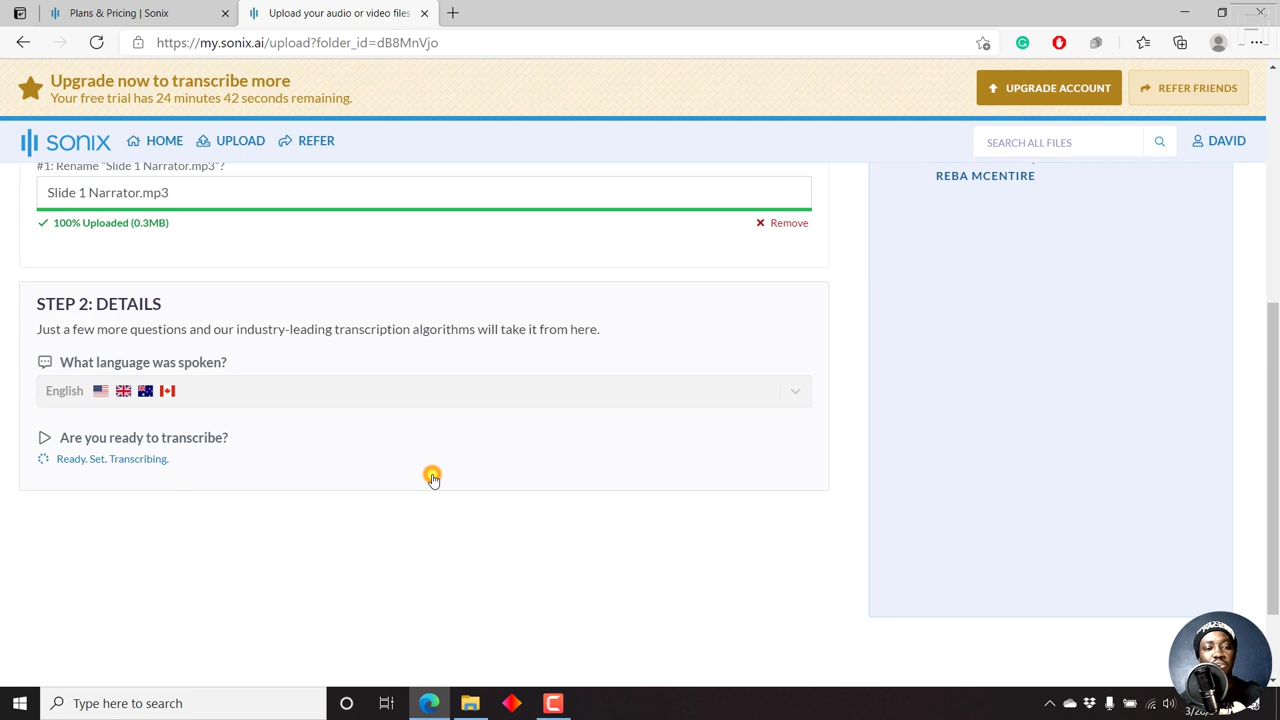 Plans & Pricing | Sonix
Upload your audio or video files
https://my.sonix.ai/upload?folder_id=dB8MnVjo
Upgrade now to transcribe more
Your free trial has 24 minutes 42 seconds remaining.
UPGRADE ACCOUNT
REFER FRIENDS
sonix
HOME
UPLOAD
REFER
SEARCH ALL FILES
DAVID
#1: Rename "Slide 1 Narrator.mp3"?
REBA MCENTIRE
Slide 1 Narrator.mp3
100% Uploaded (0.3MB)
Remove
STEP 2: DETAILS
Just a few more questions and our industry-leading transcription algorithms will take it from here.
What language was spoken?
English
Are you ready to transcribe?
Ready. Set. Transcribing.
Type here to search